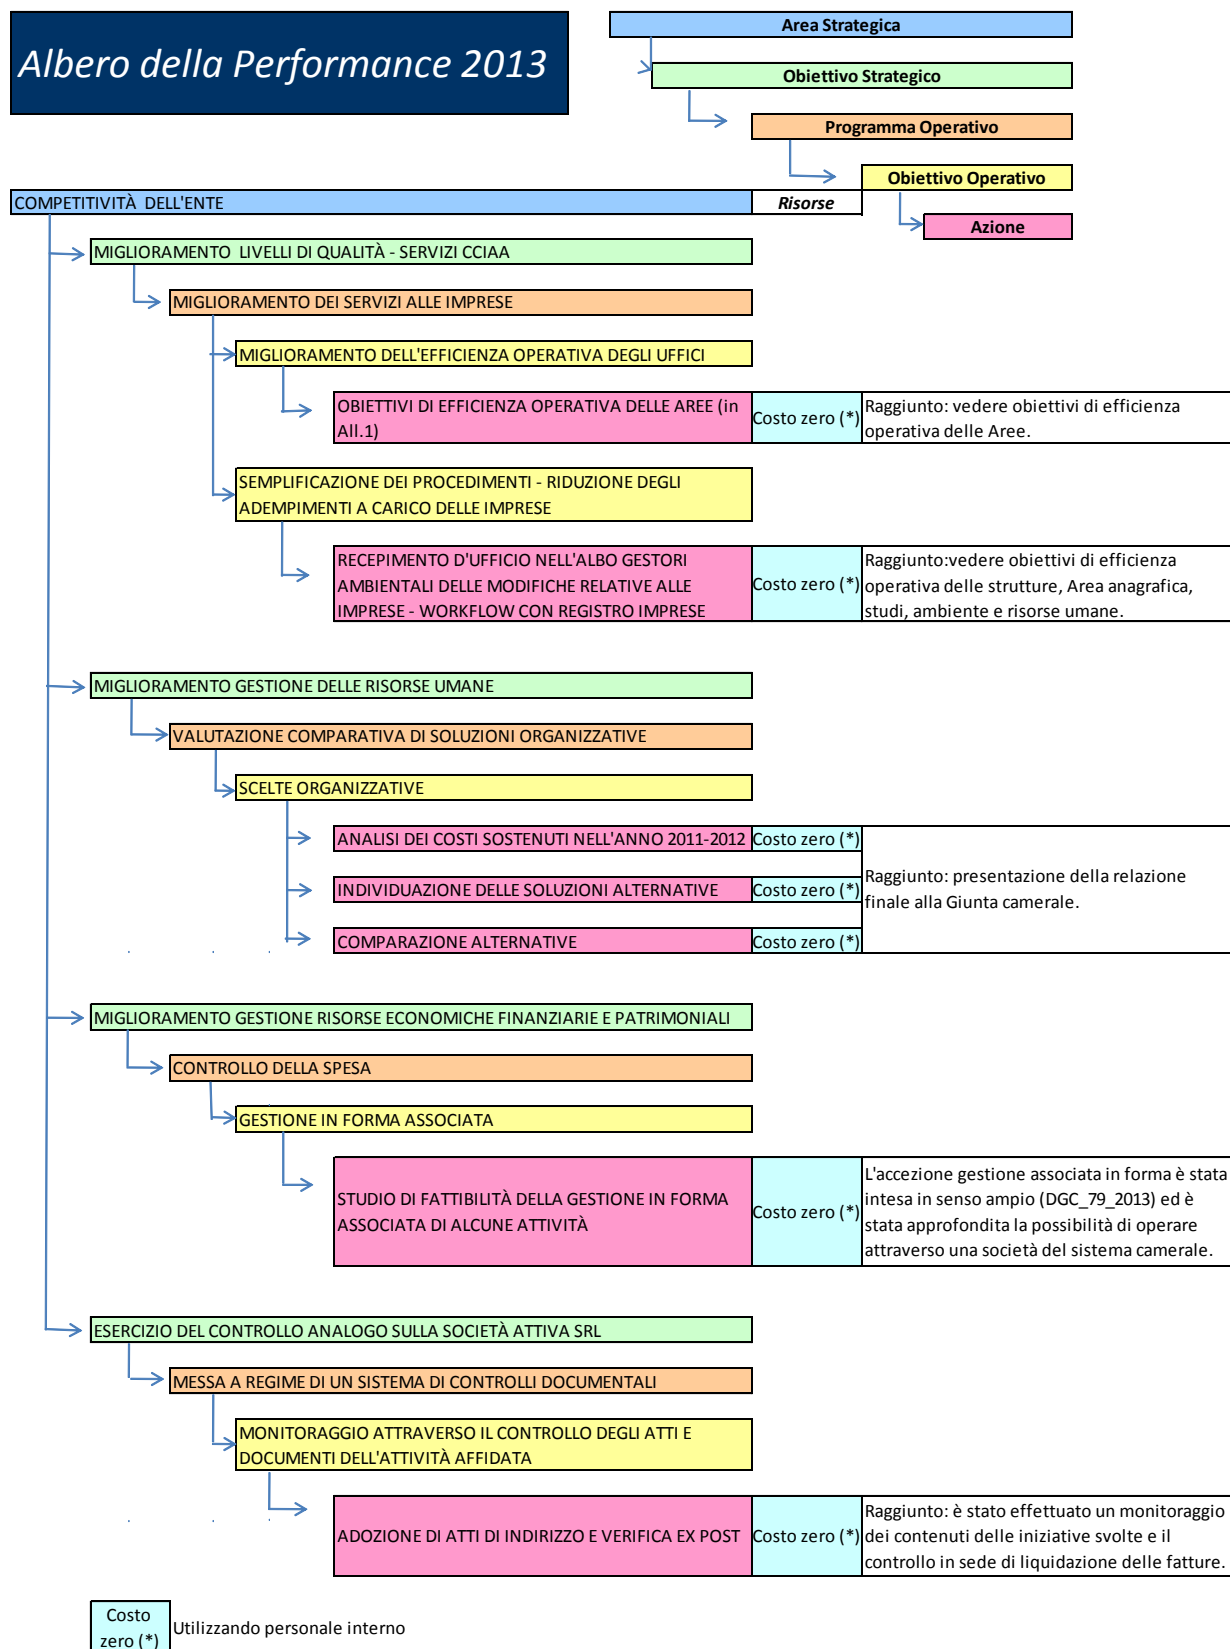 Albero della Performance 2013
Area Strategica
Obiettivo Strategico
Programma Operativo
Obiettivo Operativo
Azione
COMPETITIVITÀ DELL'ENTE
Risorse
MIGLIORAMENTO LIVELLI DI QUALITÀ - SERVIZI CCIAA
MIGLIORAMENTO DEI SERVIZI ALLE IMPRESE
MIGLIORAMENTO DELL'EFFICIENZA OPERATIVA DEGLI UFFICI
OBIETTIVI DI EFFICIENZA OPERATIVA DELLE AREE (in
All.1)
Costo zero (*)
Raggiunto: vedere obiettivi di efficienza
operativa delle Aree.
SEMPLIFICAZIONE DEI PROCEDIMENTI - RIDUZIONE DEGLI
ADEMPIMENTI A CARICO DELLE IMPRESE
RECEPIMENTO D'UFFICIO NELL'ALBO GESTORI
AMBIENTALI DELLE MODIFICHE RELATIVE ALLE
IMPRESE - WORKFLOW CON REGISTRO IMPRESE
Costo zero (*)
Raggiunto:vedere obiettivi di efficienza
operativa delle strutture, Area anagrafica,
studi, ambiente e risorse umane.
MIGLIORAMENTO GESTIONE DELLE RISORSE UMANE
VALUTAZIONE COMPARATIVA DI SOLUZIONI ORGANIZZATIVE
SCELTE ORGANIZZATIVE
ANALISI DEI COSTI SOSTENUTI NELL'ANNO 2011-2012
Costo zero (*)
INDIVIDUAZIONE DELLE SOLUZIONI ALTERNATIVE
Costo zero (*)
COMPARAZIONE ALTERNATIVE
Costo zero (*)
Raggiunto: presentazione della relazione
finale alla Giunta camerale.
MIGLIORAMENTO GESTIONE RISORSE ECONOMICHE FINANZIARIE E PATRIMONIALI
CONTROLLO DELLA SPESA
GESTIONE IN FORMA ASSOCIATA
STUDIO DI FATTIBILITÀ DELLA GESTIONE IN FORMA
ASSOCIATA DI ALCUNE ATTIVITÀ
Costo zero (*)
L'accezione gestione associata in forma è stata
intesa in senso ampio (DGC_79_2013) ed è
stata approfondita la possibilità di operare
attraverso una società del sistema camerale.
ESERCIZIO DEL CONTROLLO ANALOGO SULLA SOCIETÀ ATTIVA SRL
MESSA A REGIME DI UN SISTEMA DI CONTROLLI DOCUMENTALI
MONITORAGGIO ATTRAVERSO IL CONTROLLO DEGLI ATTI E
DOCUMENTI DELL'ATTIVITÀ AFFIDATA
ADOZIONE DI ATTI DI INDIRIZZO E VERIFICA EX POST
Costo zero (*)
Raggiunto: è stato effettuato un monitoraggio
dei contenuti delle iniziative svolte e il
controllo in sede di liquidazione delle fatture.
Costo
zero (*)
Utilizzando personale interno